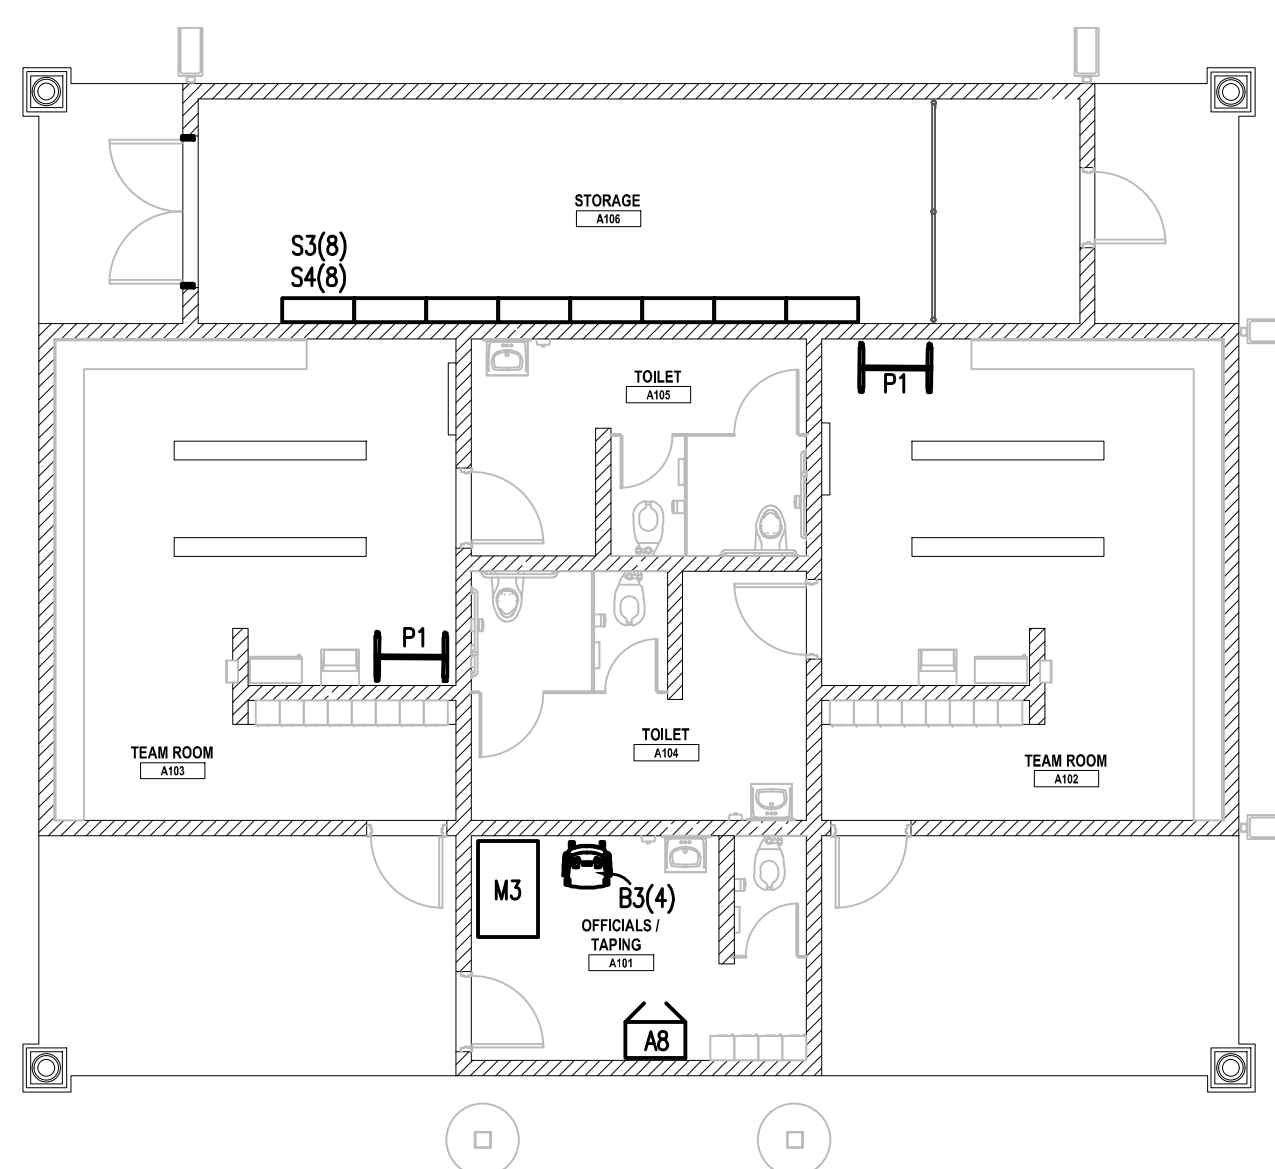 STORAGE
A106
S3(8)
S4(8)
TOILET
A105
P1
P1
TOILET
A104
TEAM ROOM
A103
TEAM ROOM
A102
M3
B3(4)
OFFICIALS /
TAPING
A101
A8